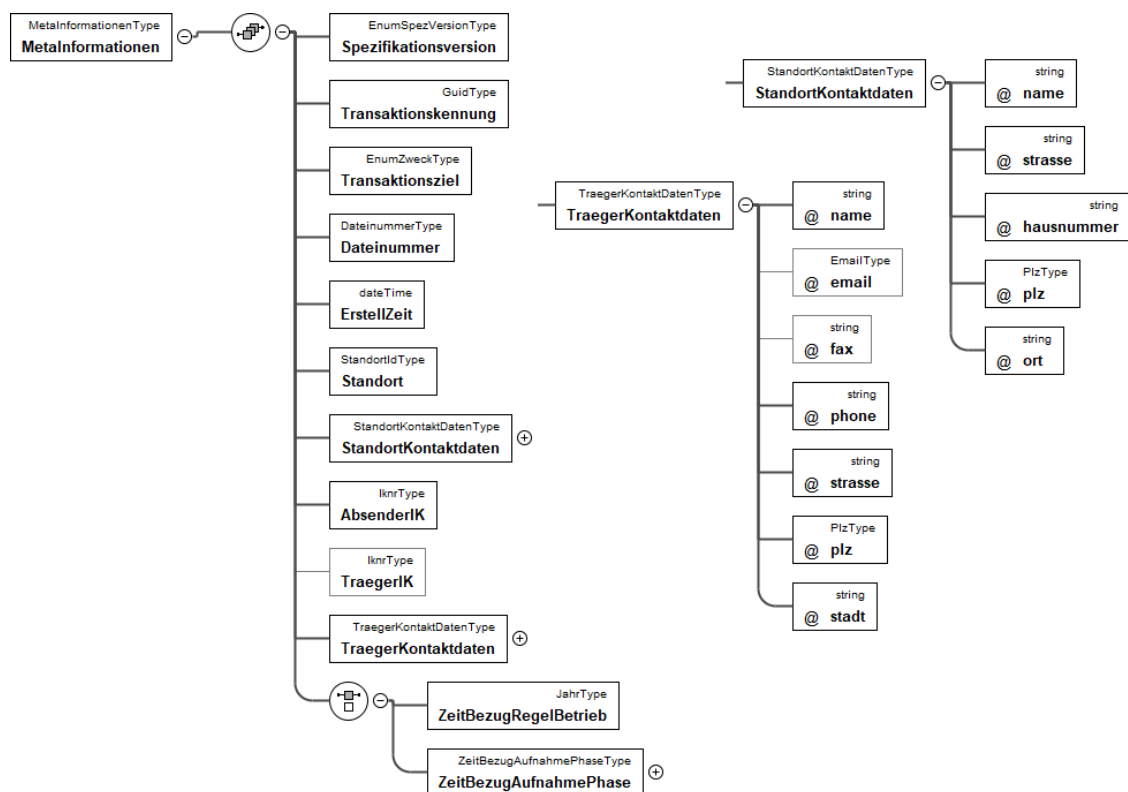 MetaInformationenType
MetaInformationen
EnumSpezVersionType
Spezifikationsversion
GuidType
Transaktionskennung
EnumZweckType
Transaktionsziel
DateinummerType
Dateinummer
dateTime
ErstellZeit
StandortIdType
Standort
StandortKontaktDatenType
StandortKontaktdaten
IknrType
AbsenderIK
IknrType
TraegerIK
TraegerKontaktDatenType
TraegerKontaktdaten
JahrType
ZeitBezugRegelBetrieb
ZeitBezugAufnahmePhaseType
ZeitBezugAufnahmePhase
TraegerKontaktDatenType
TraegerKontaktdaten
string
@ name
EmailType
@ email
string
@ fax
string
@ phone
string
@ strasse
PlzType
@ plz
string
@ stadt
StandortKontaktDatenType
StandortKontaktdaten
string
@ name
string
@ strasse
string
@ hausnummer
PlzType
@ plz
string
@ ort